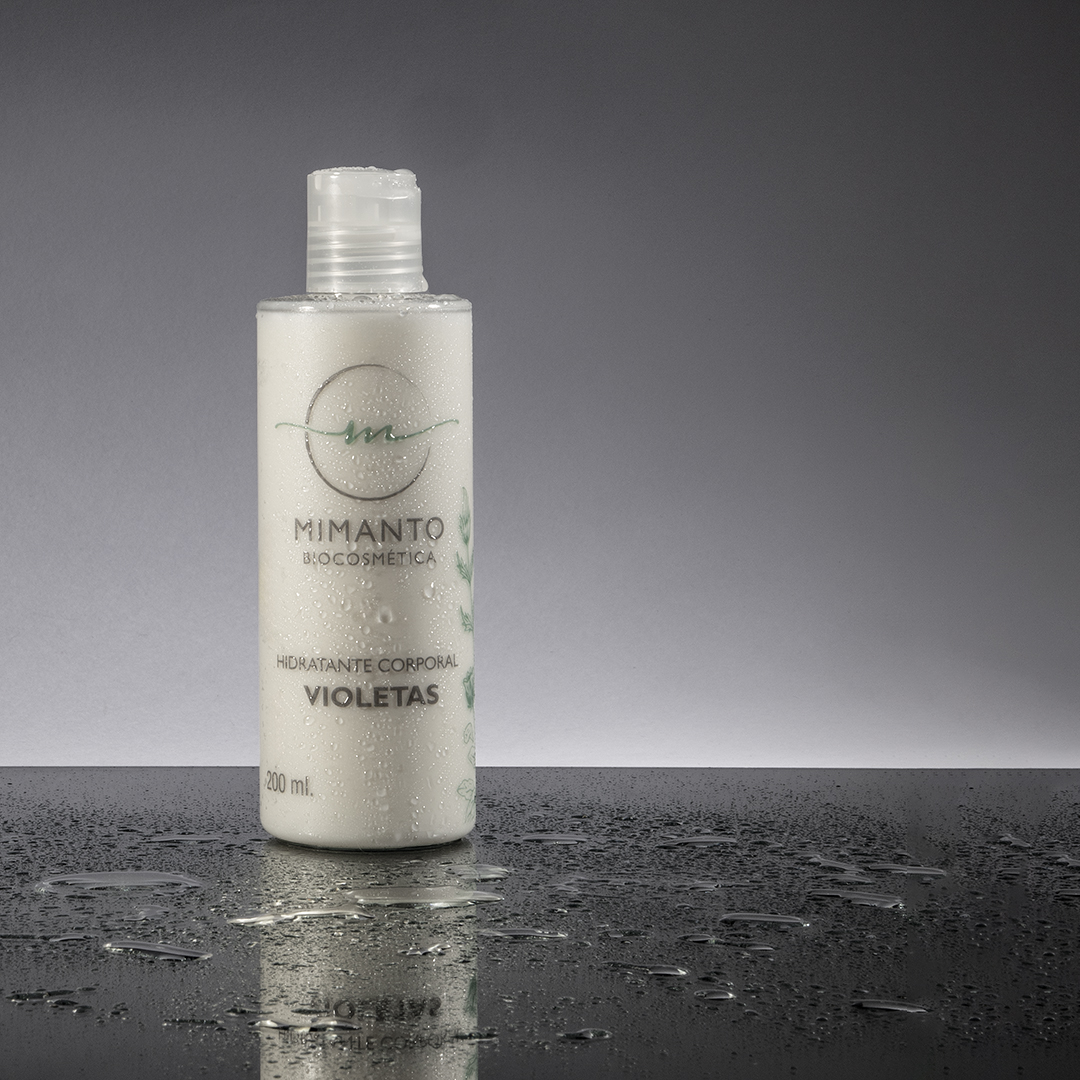 m
MIMANTO
BIOCOSMÉTICA
HIDRATANTE CORPORAL
VIOLETAS
200 ml.